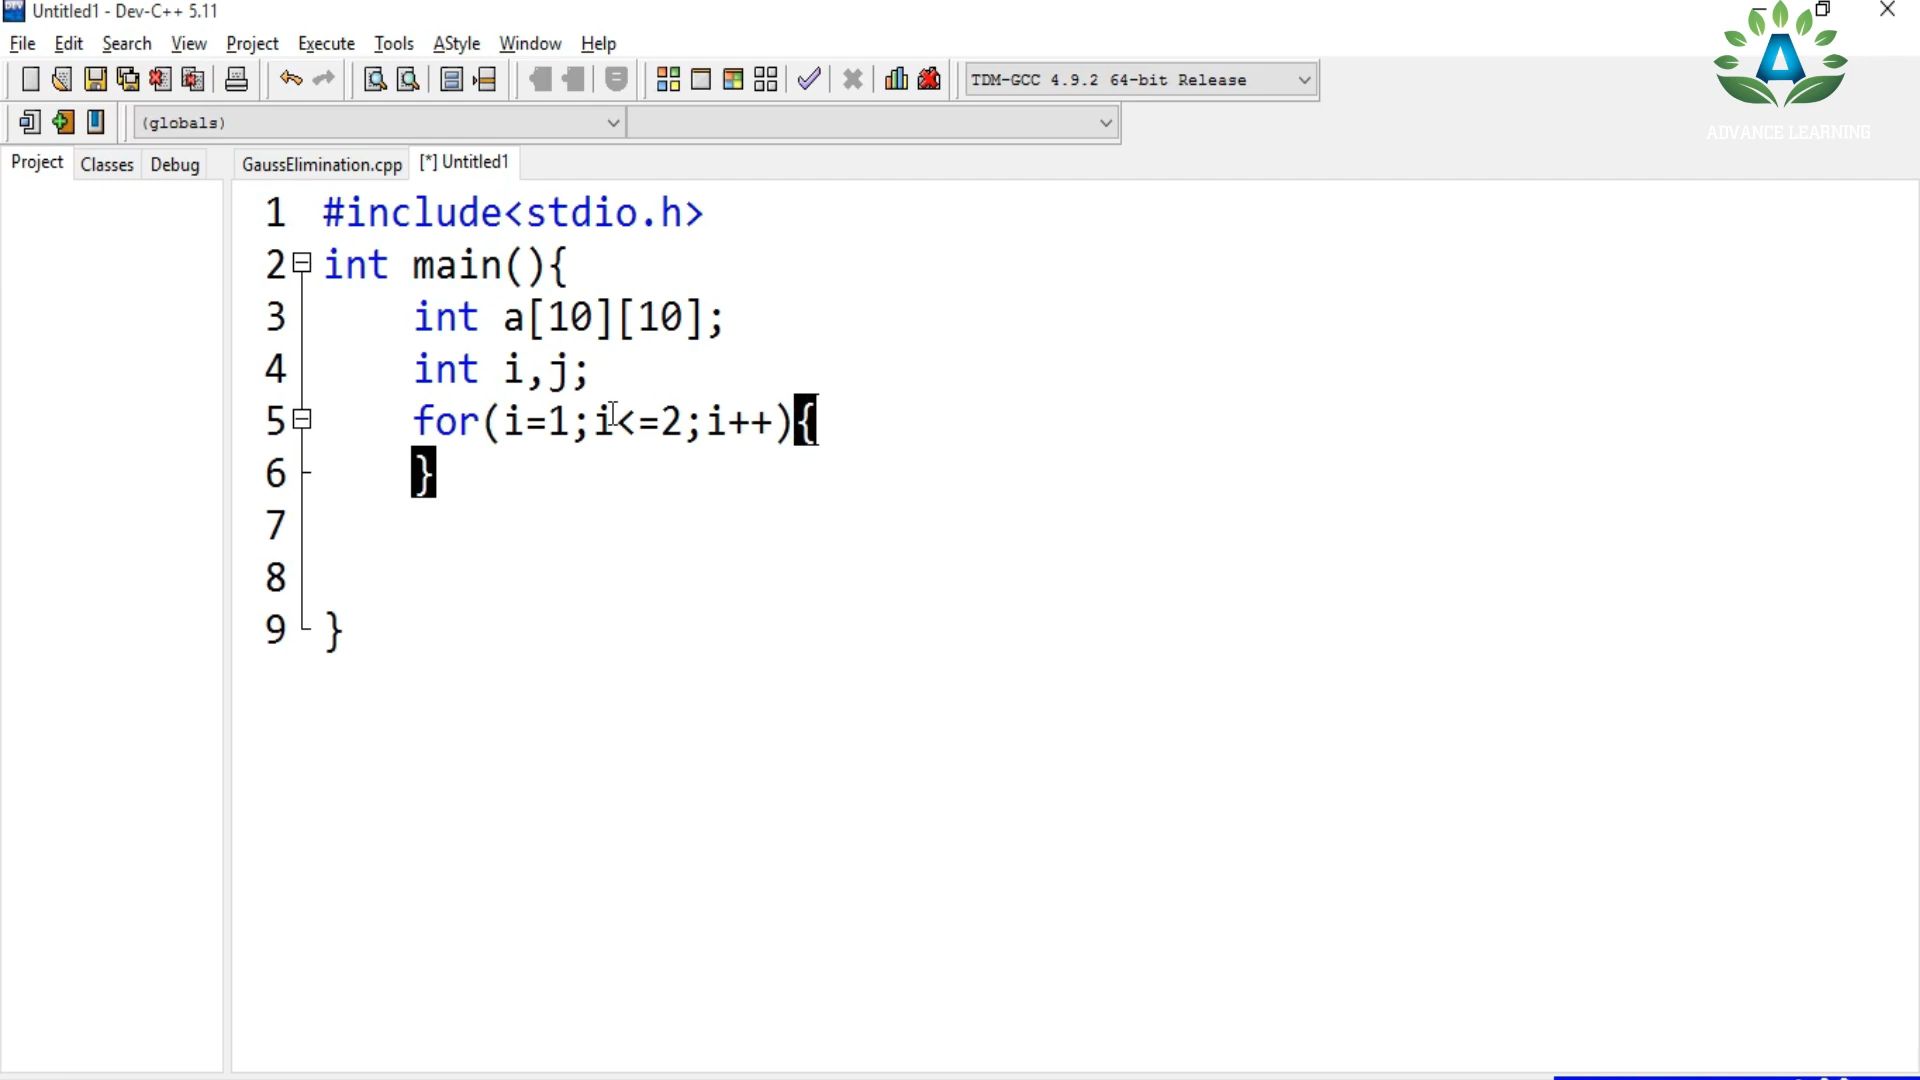 Untitled1 - Dev-C++ 5.11
File Edit Search View Project Execute Tools AStyle Window Help
TDM-GCC 4.9.2 64-bit Release
(globals)
ADVANCE LEARNING
Project Classes Debug GaussElimination.cpp [*] Untitled1
1 #include<stdio.h>
2 int main(){
3 int a[10][10];
4 int i,j;
5 for(i=1;i<=2;i++){
6 }
7
8
9 }